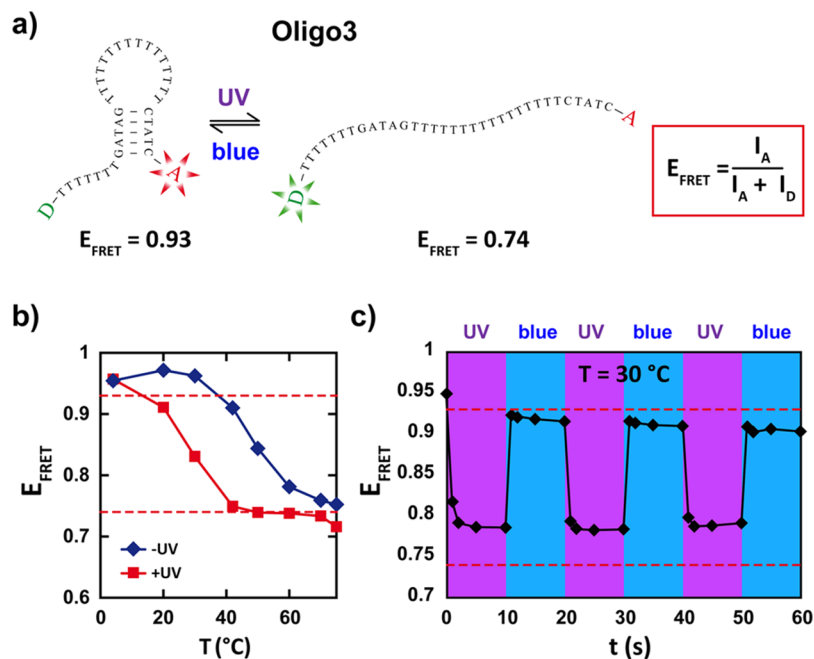 a)
Oligo3
UV
blue
GATAG
CTATC
A
D-TTTTTTT
D
A
E_FRET = I_A / (I_A + I_D)
E_FRET = 0.93
E_FRET = 0.74
b)
1
0.9
0.8
0.7
0.6
E_FRET
-UV
+UV
0
20
40
60
T (°C)
c)
UV
blue
UV
blue
UV
blue
T = 30 °C
1
0.95
0.9
0.85
0.8
0.75
0.7
E_FRET
0
10
20
30
40
50
60
t (s)